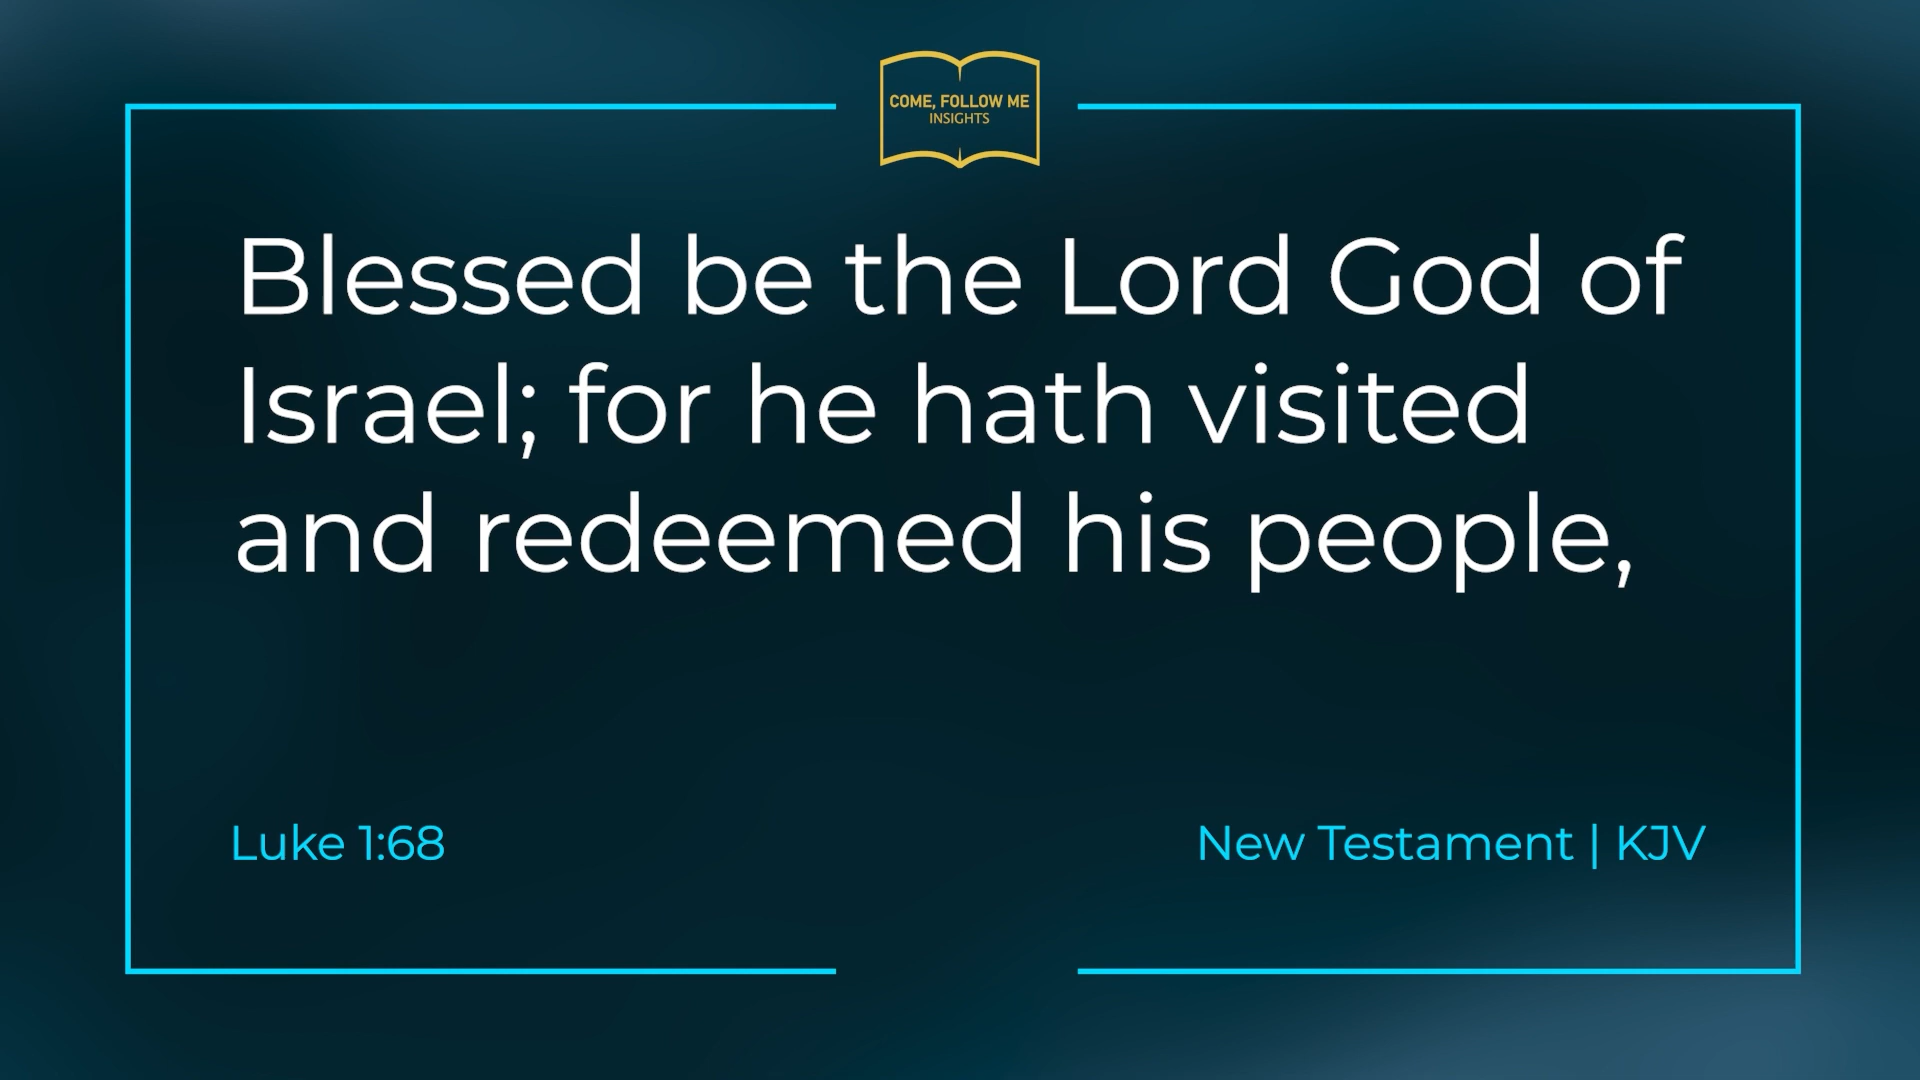 COME, FOLLOW ME
INSIGHTS
Blessed be the Lord God of
Israel; for he hath visited
and redeemed his people,
Luke 1:68
New Testament | KJV